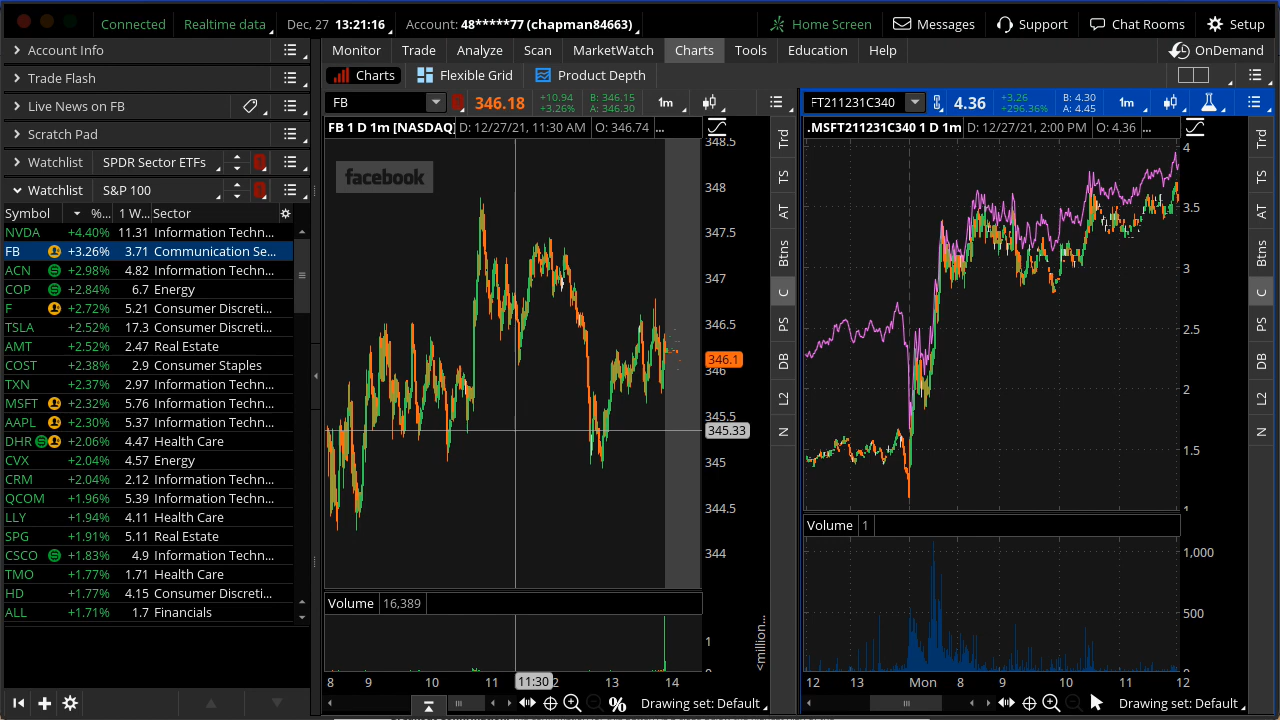 Connected Realtime data Dec, 27 13:21:16 Account: 48*****77 (chapman84663) Home Screen Messages Support Chat Rooms Setup
Account Info
Trade Flash
Live News on FB
Scratch Pad
Watchlist SPDR Sector ETFs
Watchlist S&P 100
Symbol %... 1 W... Sector
NVDA +4.40% 11.31 Information Techn...
FB +3.26% 3.71 Communication Se...
ACN +2.98% 4.82 Information Techn...
COP +2.84% 6.7 Energy
F +2.72% 5.21 Consumer Discreti...
TSLA +2.52% 17.3 Consumer Discreti...
AMT +2.52% 2.47 Real Estate
COST +2.38% 2.9 Consumer Staples
TXN +2.37% 2.97 Information Techn...
MSFT +2.32% 5.76 Information Techn...
AAPL +2.30% 5.37 Information Techn...
DHR +2.06% 4.47 Health Care
CVX +2.04% 4.57 Energy
CRM +2.04% 2.12 Information Techn...
QCOM +1.96% 5.39 Information Techn...
LLY +1.94% 4.11 Health Care
SPG +1.91% 5.11 Real Estate
CSCO +1.83% 4.9 Information Techn...
TMO +1.77% 1.71 Health Care
HD +1.77% 4.15 Consumer Discreti...
ALL +1.71% 1.7 Financials
Monitor Trade Analyze Scan MarketWatch Charts Tools Education Help OnDemand
Charts Flexible Grid Product Depth
FB 346.18 +10.94 +3.26% B: 346.15 A: 346.30 1m
FB 1 D 1m [NASDAQ] D: 12/27/21, 11:30 AM O: 346.74 ...
facebook
348.5
348
347.5
347
346.5
346.1
346
345.5
345.33
345
344.5
344
Volume 16,389
1
<million...
8 9 10 11 11:30 13 14
Drawing set: Default
Trd
TS
AT
Btns
C
PS
DB
L2
N
FT211231C340 4.36 +3.26 +296.36% B: 4.30 A: 4.45 1m
.MSFT211231C340 1 D 1m D: 12/27/21, 2:00 PM O: 4.36 ...
4
3.5
3
2.5
2
1.5
1
Volume 1
1,000
500
0
12 13 Mon 8 9 10 11 12
Drawing set: Default
Trd
TS
AT
Btns
C
PS
DB
L2
N